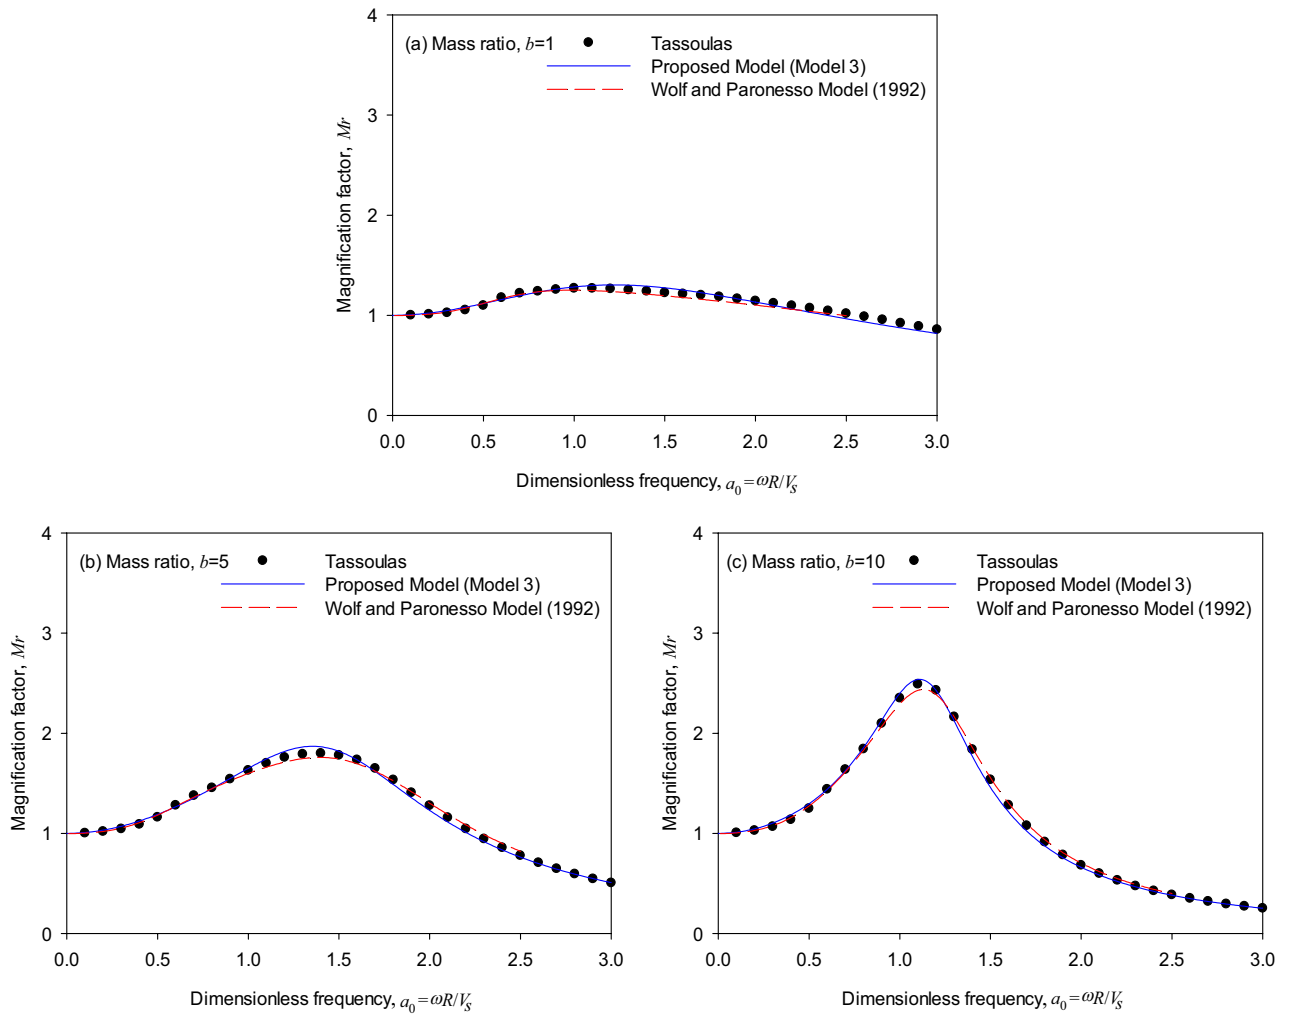 (a) Mass ratio, b=1
Tassoulas
Proposed Model (Model 3)
Wolf and Paronesso Model (1992)
Magnification factor, Mr
4
3
2
1
0
0.0 0.5 1.0 1.5 2.0 2.5 3.0
Dimensionless frequency, a0=ωR/Vs
(b) Mass ratio, b=5
Tassoulas
Proposed Model (Model 3)
Wolf and Paronesso Model (1992)
Magnification factor, Mr
4
3
2
1
0
0.0 0.5 1.0 1.5 2.0 2.5 3.0
Dimensionless frequency, a0=ωR/Vs
(c) Mass ratio, b=10
Tassoulas
Proposed Model (Model 3)
Wolf and Paronesso Model (1992)
Magnification factor, Mr
4
3
2
1
0
0.0 0.5 1.0 1.5 2.0 2.5 3.0
Dimensionless frequency, a0=ωR/Vs